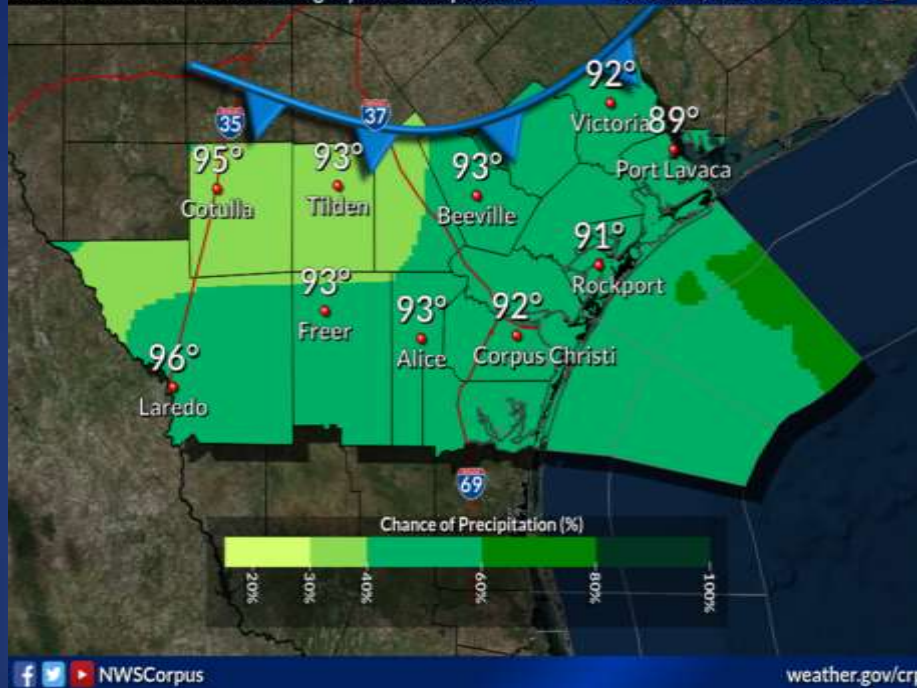 92°
Victoria
89°
Port Lavaca
35
37
95°
Cotulla
93°
Tilden
93°
Beeville
91°
Rockport
93°
Freer
93°
Alice
92°
Corpus Christi
96°
Laredo
69
Chance of Precipitation (%)
20%
30%
40%
60%
80%
100%
NWSCorpus
weather.gov/crp